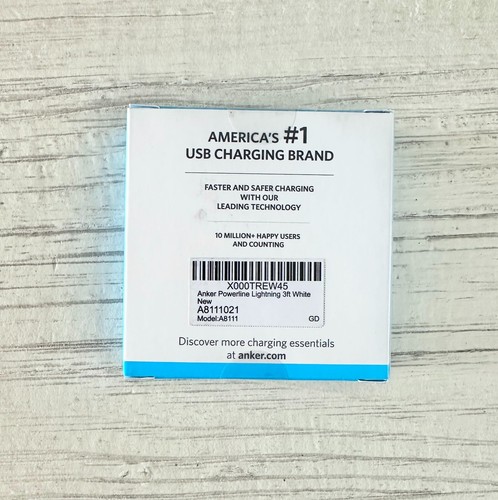 AMERICA'S #1
USB CHARGING BRAND
FASTER AND SAFER CHARGING
WITH OUR
LEADING TECHNOLOGY
10 MILLION+ HAPPY USERS
AND COUNTING
X000TREW45
Anker Powerline Lightning 3ft White
New
A8111021
Model:A8111 GD
Discover more charging essentials
at anker.com